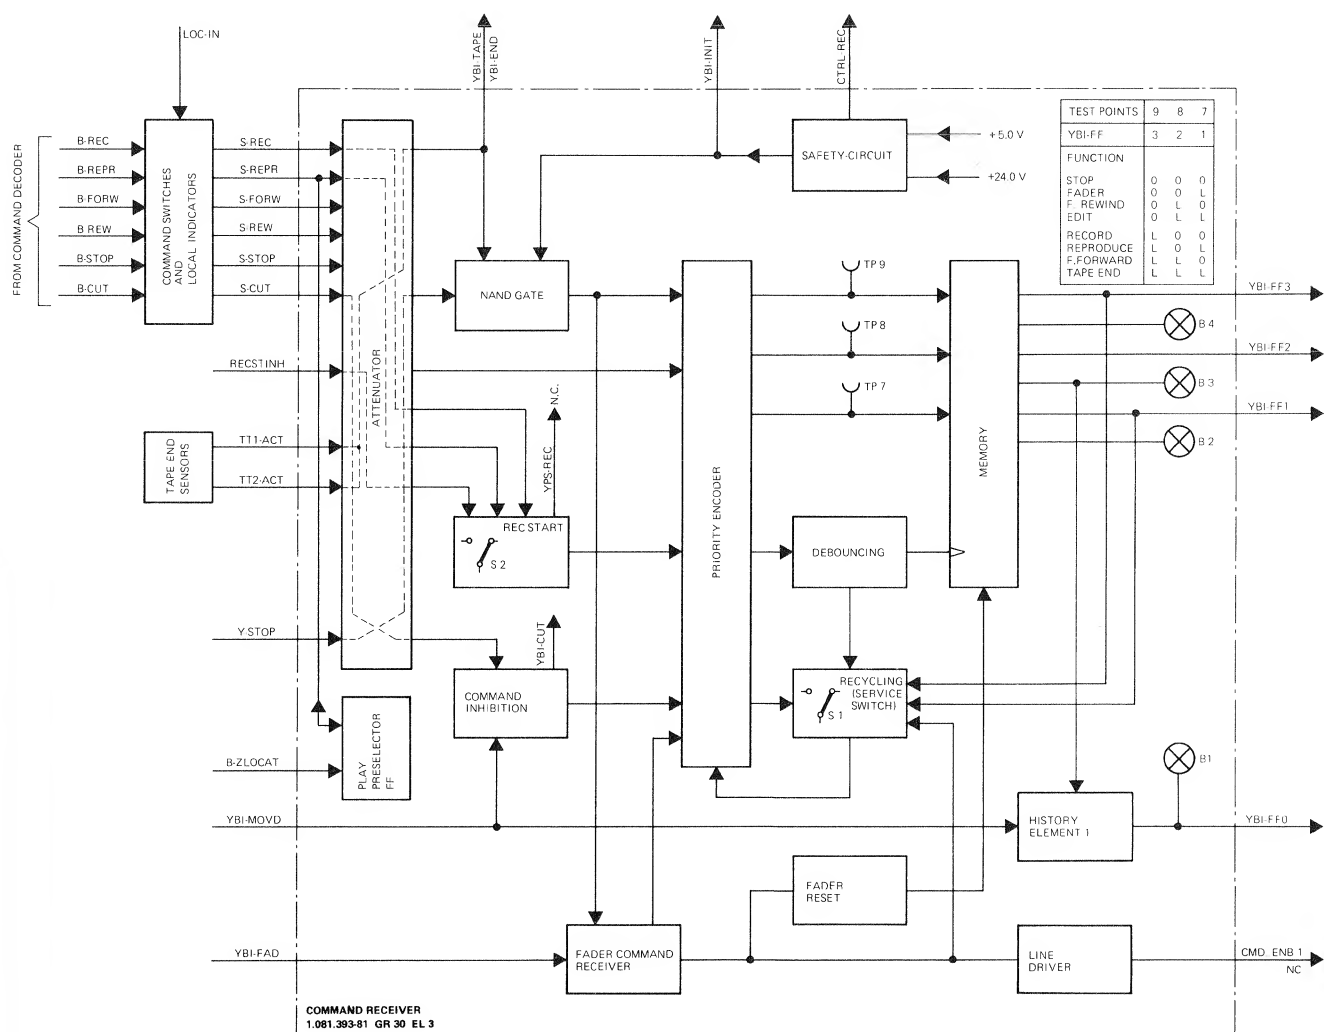 LOC-IN
YBI-TAPE
YBI-END
YBI-INIT
CTRL-REC
FROM COMMAND DECODER
B-REC
B-REPR
B-FORW
B REW
B-STOP
B-CUT
COMMAND SWITCHES
AND
LOCAL INDICATORS
S-REC
S-REPR
S-FORW
S-REW
S-STOP
S-CUT
RECSTINH
TAPE END
SENSORS
TT1-ACT
TT2-ACT
ATTENUATOR
Y STOP
PLAY
PRESELECTOR
FF
B-ZLOCAT
YBI-MOVD
YBI-FAD
NAND GATE
SAFETY-CIRCUIT
+5.0 V
+24.0 V
TEST POINTS 9 8 7
YBI-FF 3 2 1
FUNCTION
STOP 0 0 0
FADER 0 0 L
F. REWIND 0 L 0
EDIT 0 L L
RECORD L 0 0
REPRODUCE L 0 L
F.FORWARD L L 0
TAPE END L L L
N.C.
YPS-REC
REC START
S 2
YBI-CUT
COMMAND
INHIBITION
PRIORITY ENCODER
TP 9
TP 8
TP 7
MEMORY
DEBOUNCING
RECYCLING
(SERVICE
SWITCH)
S 1
YBI-FF3
B 4
YBI-FF2
B 3
YBI-FF1
B 2
B1
HISTORY
ELEMENT 1
YBI-FF0
FADER
RESET
FADER COMMAND
RECEIVER
LINE
DRIVER
CMD ENB 1
NC
COMMAND RECEIVER
1.081.393-81 GR 30 EL 3